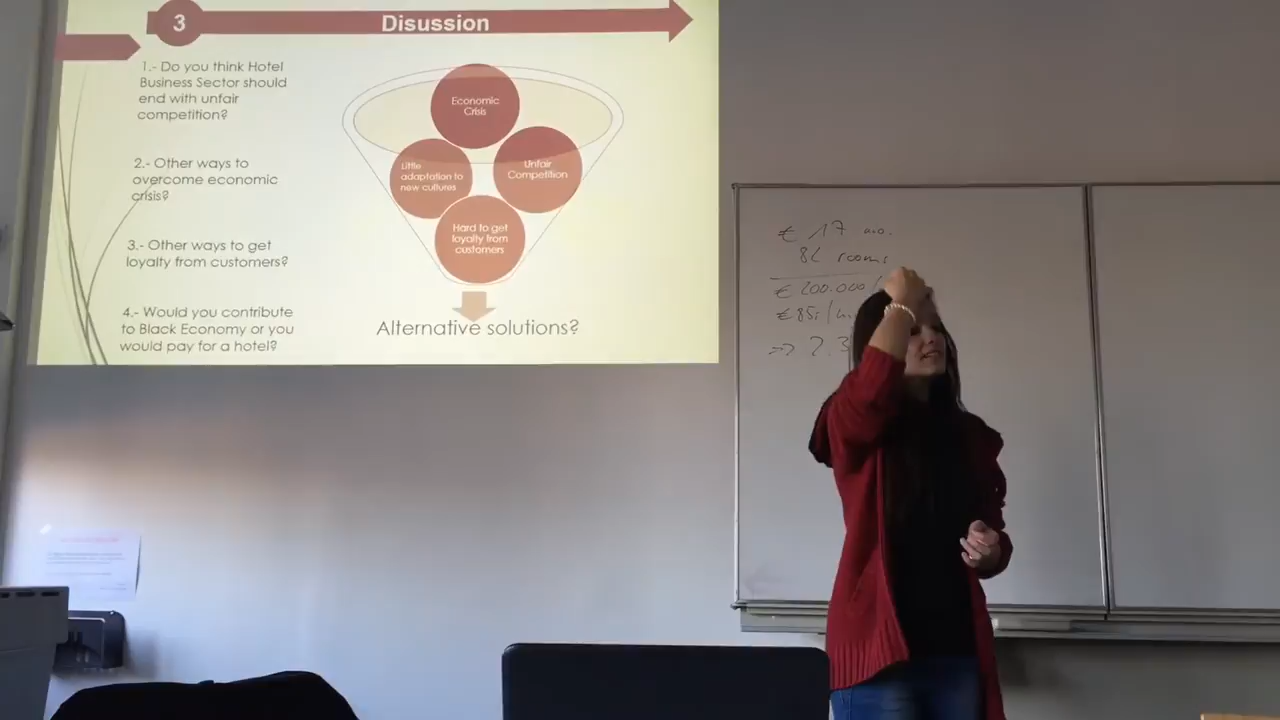 3
Disussion
1.- Do you think Hotel
Business Sector should
end with unfair
competition?
2.- Other ways to
overcome economic
crisis?
3.- Other ways to get
loyalty from customers?
4.- Would you contribute
to Black Economy or you
would pay for a hotel?
Economic
Crisis
Little
adaptation to
new cultures
Unfair
Competition
Hard to get
loyalty from
customers
Alternative solutions?
€ 17 mo.
rooms
€ 200.000/